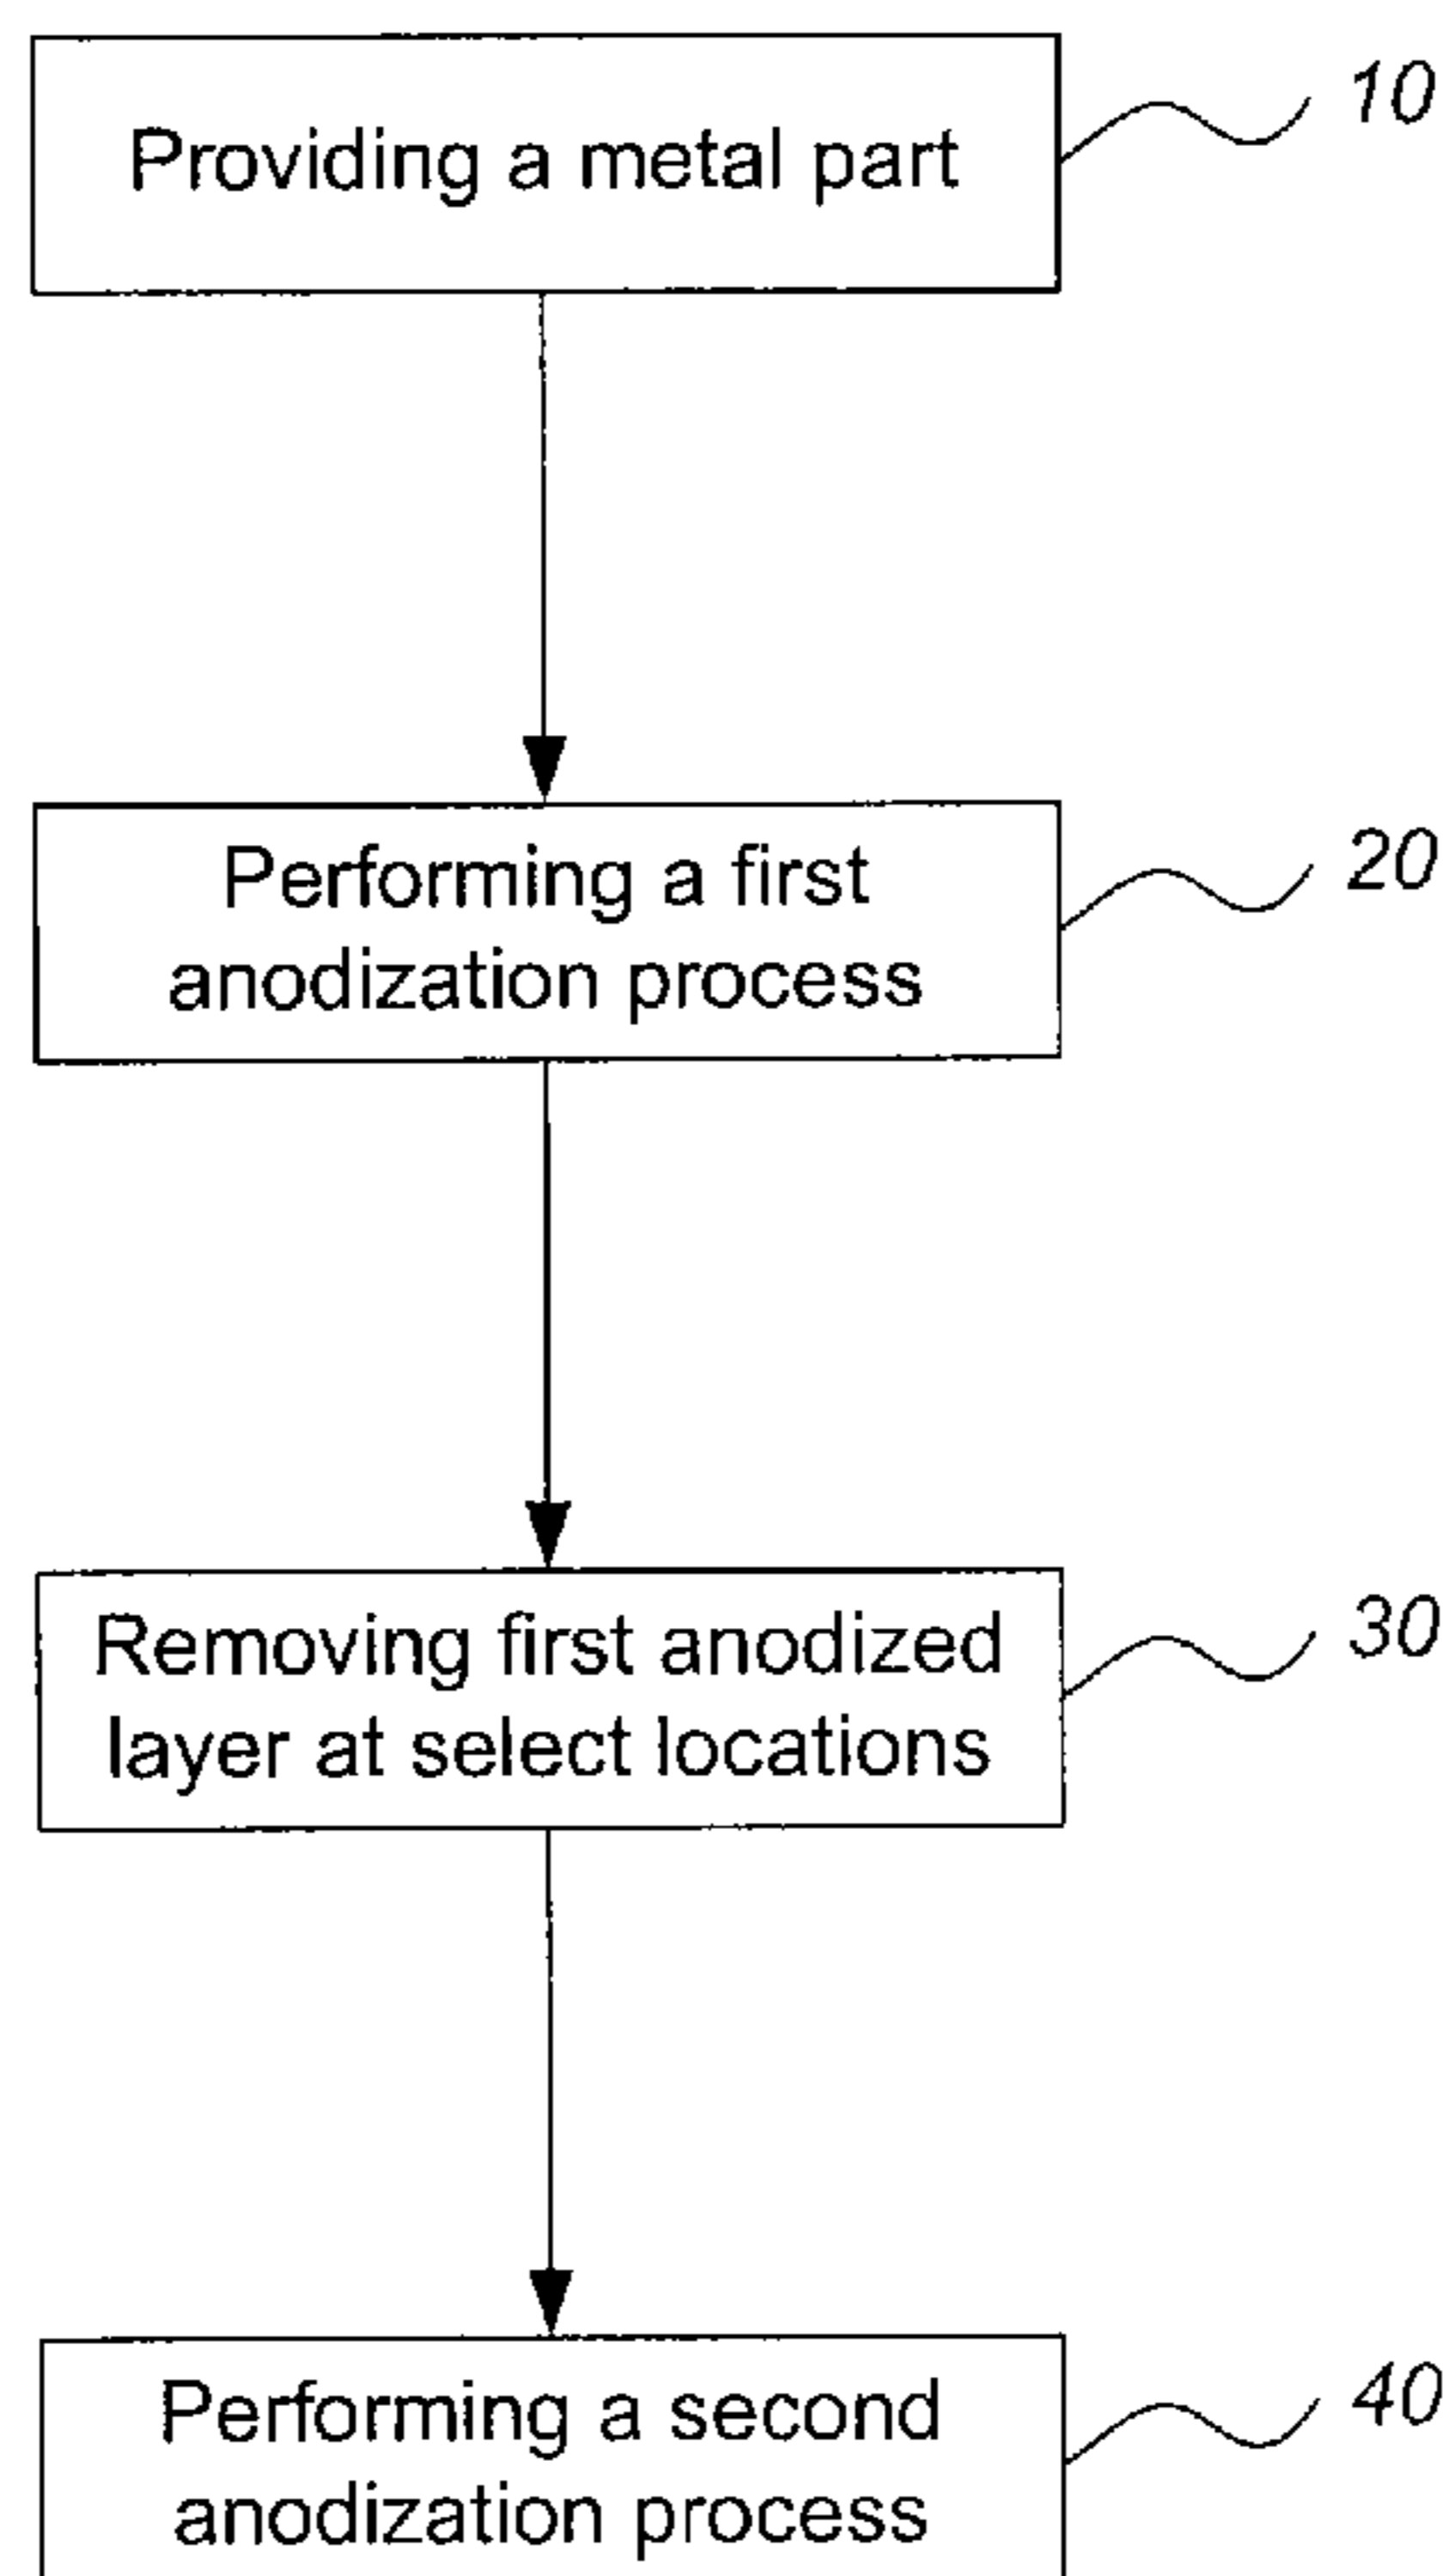 Providing a metal part
10
Performing a first
anodization process
20
Removing first anodized
layer at select locations
30
Performing a second
anodization process
40